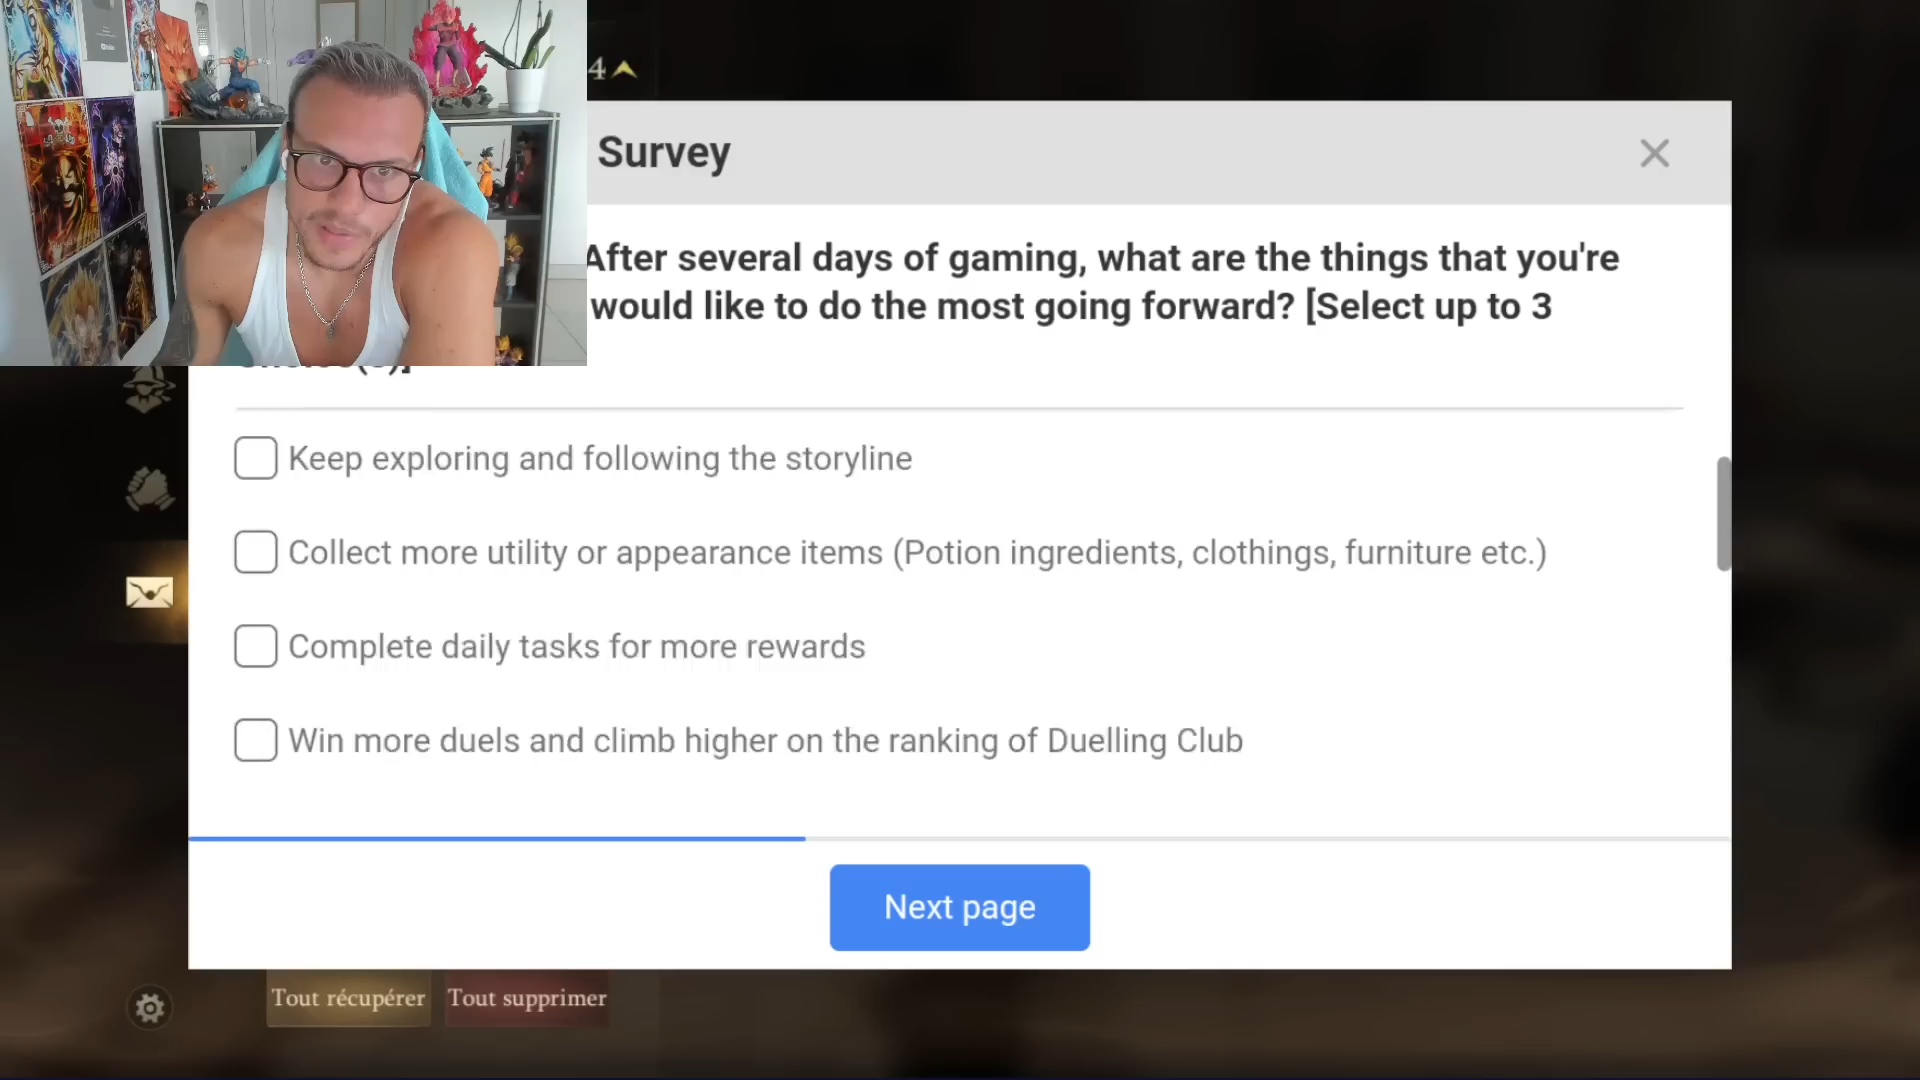 4
Survey
After several days of gaming, what are the things that you're
would like to do the most going forward? [Select up to 3
Keep exploring and following the storyline
Collect more utility or appearance items (Potion ingredients, clothings, furniture etc.)
Complete daily tasks for more rewards
Win more duels and climb higher on the ranking of Duelling Club
Next page
Tout récupérer
Tout supprimer